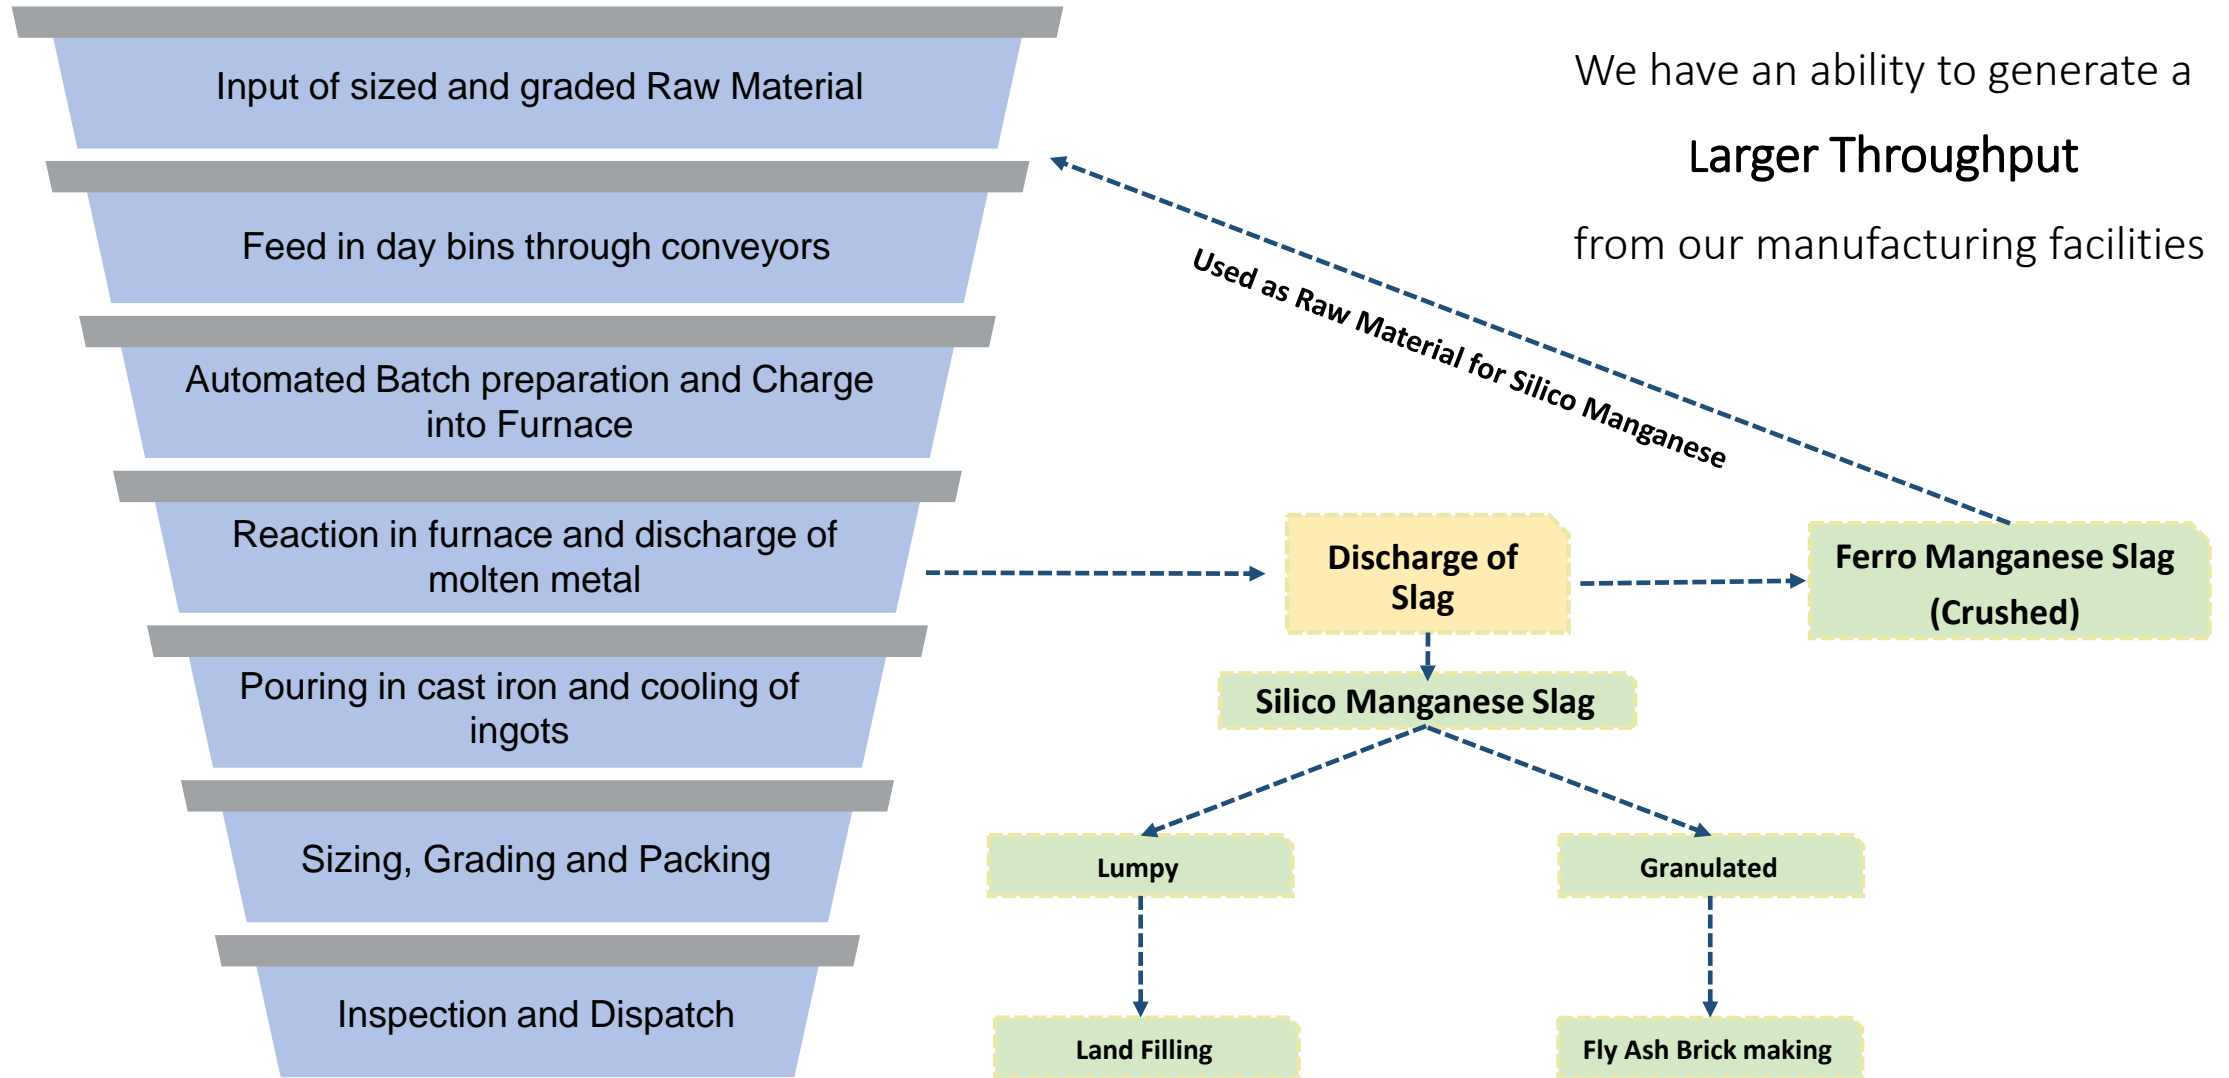 Input of sized and graded Raw Material
Feed in day bins through conveyors
Automated Batch preparation and Charge
into Furnace
Reaction in furnace and discharge of
molten metal
Pouring in cast iron and cooling of
ingots
Sizing, Grading and Packing
Inspection and Dispatch
We have an ability to generate a
Larger Throughput
from our manufacturing facilities
Used as Raw Material for Silico Manganese
Discharge of
Slag
Ferro Manganese Slag
(Crushed)
Silico Manganese Slag
Lumpy
Granulated
Land Filling
Fly Ash Brick making